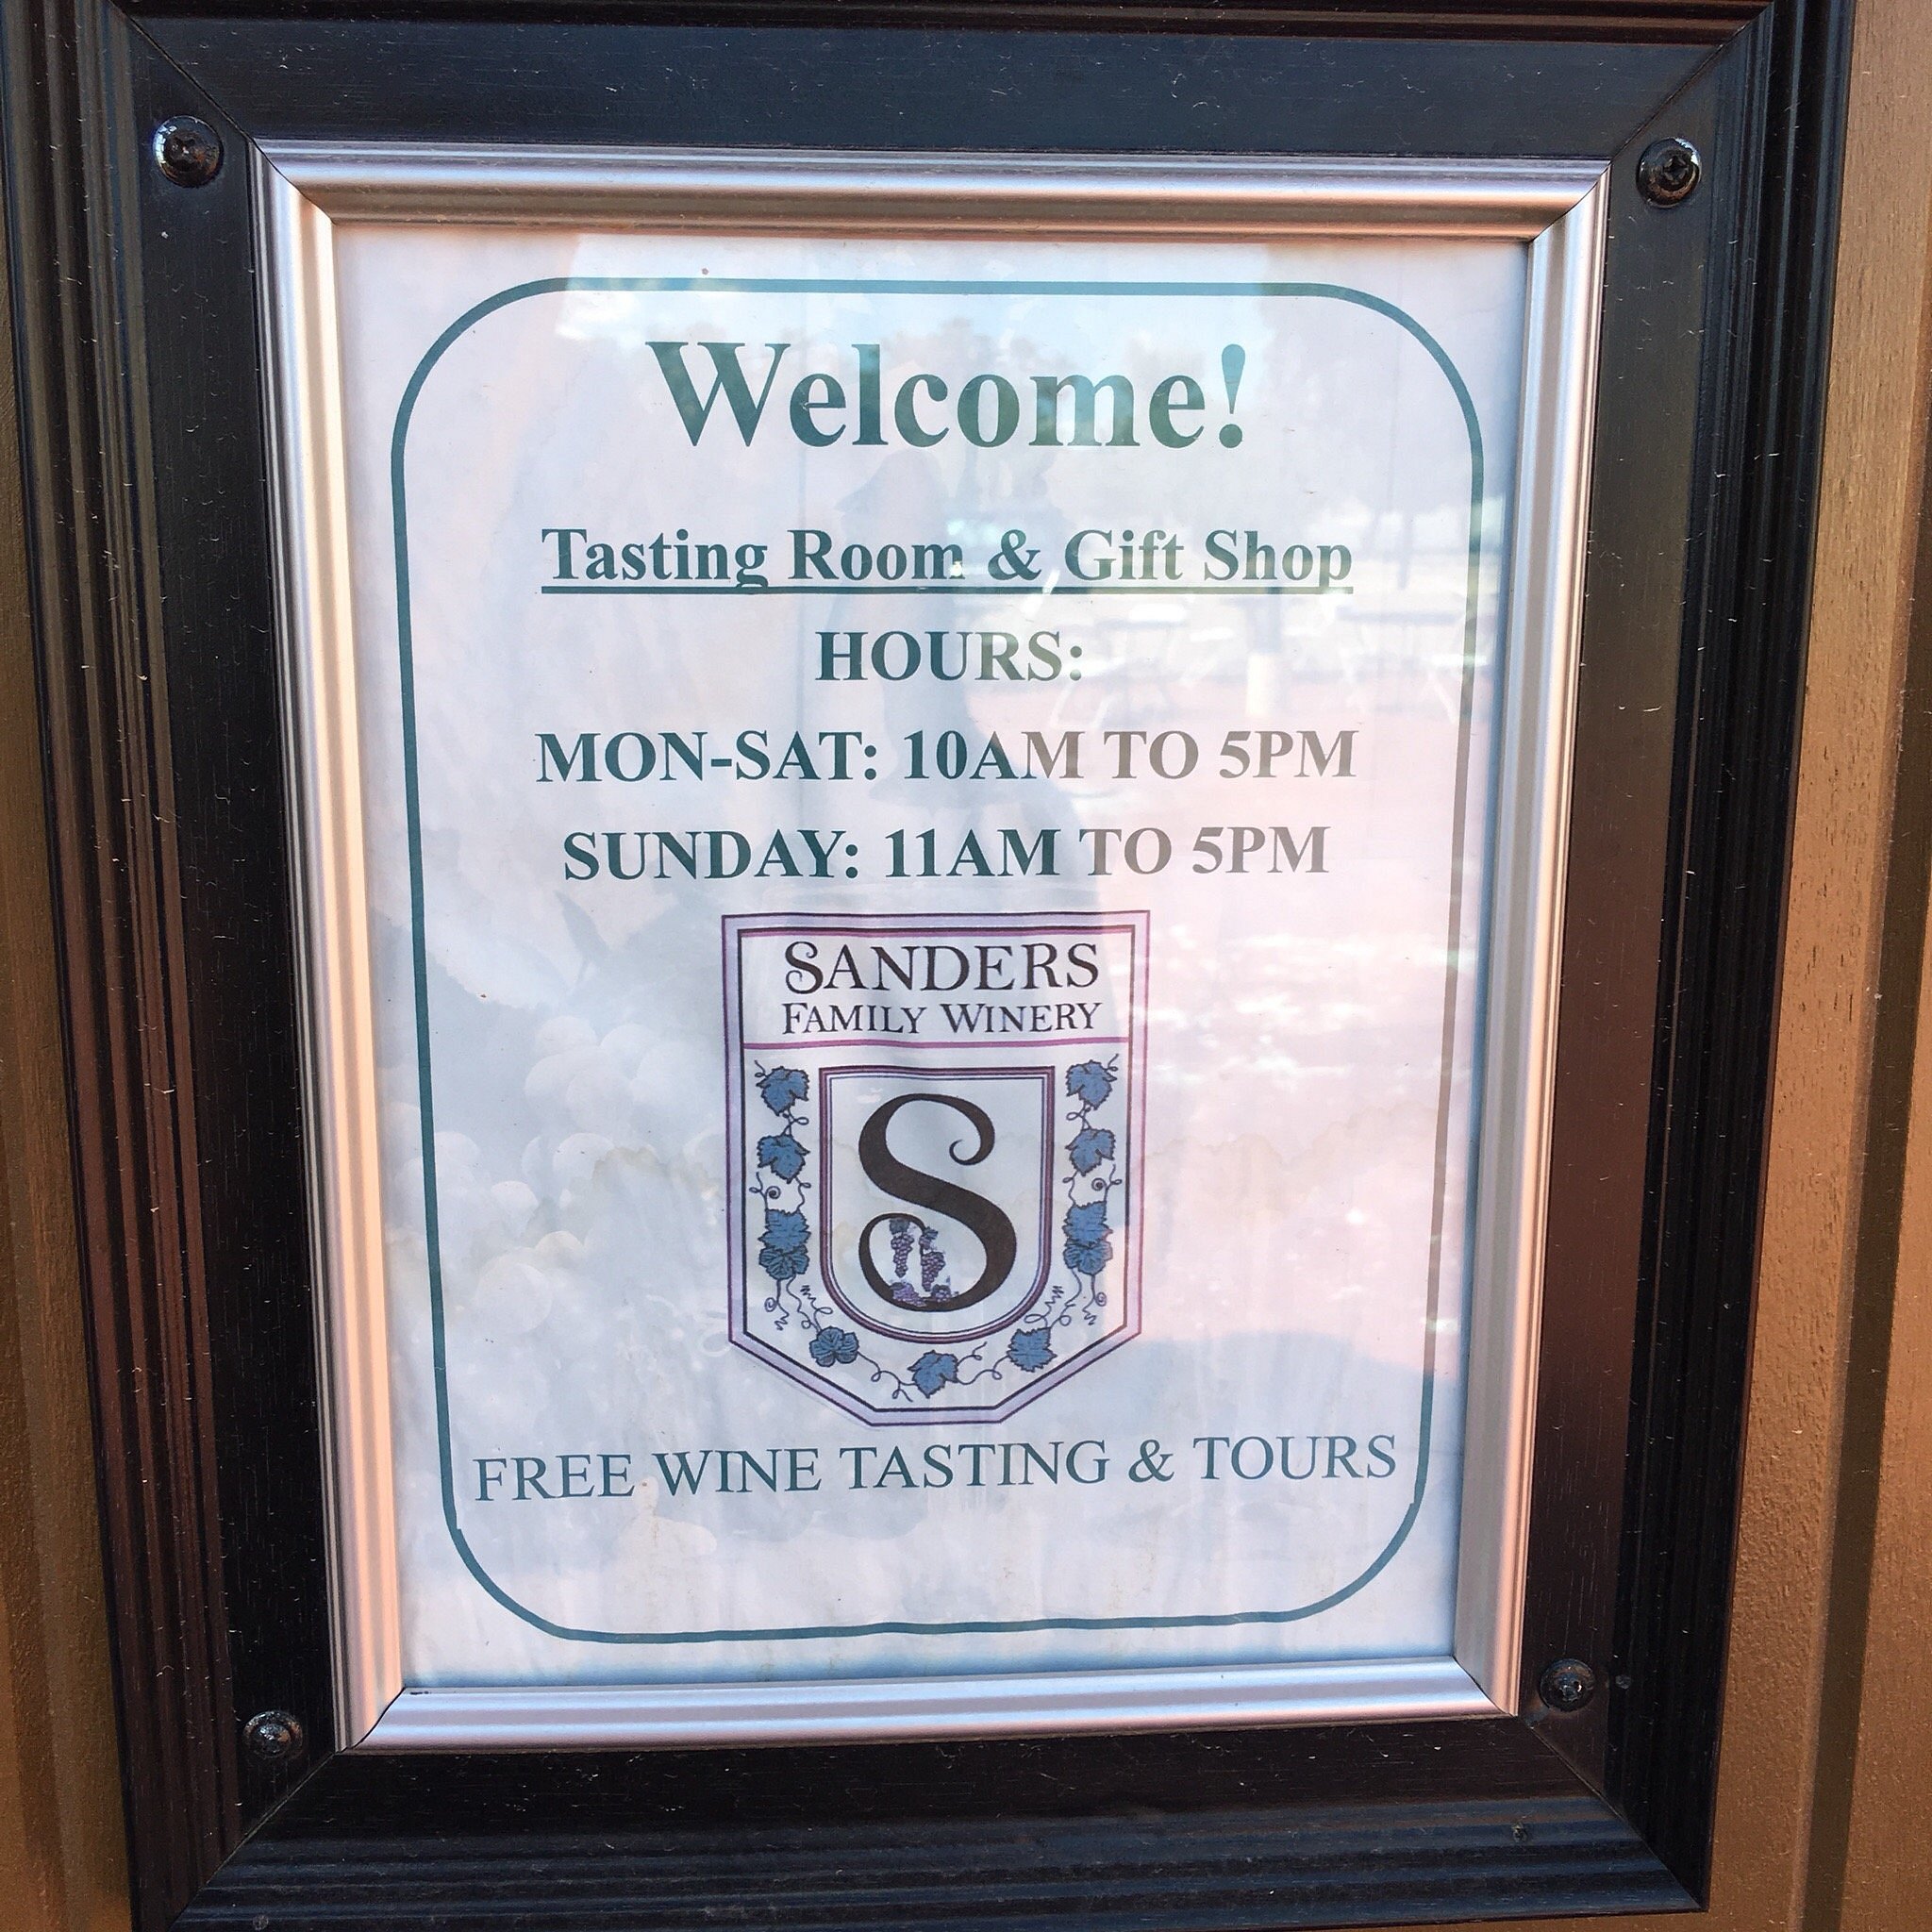 Welcome!
Tasting Room & Gift Shop
HOURS:
MON-SAT: 10AM TO 5PM
SUNDAY: 11AM TO 5PM
SANDERS
FAMILY WINERY
S
FREE WINE TASTING & TOURS